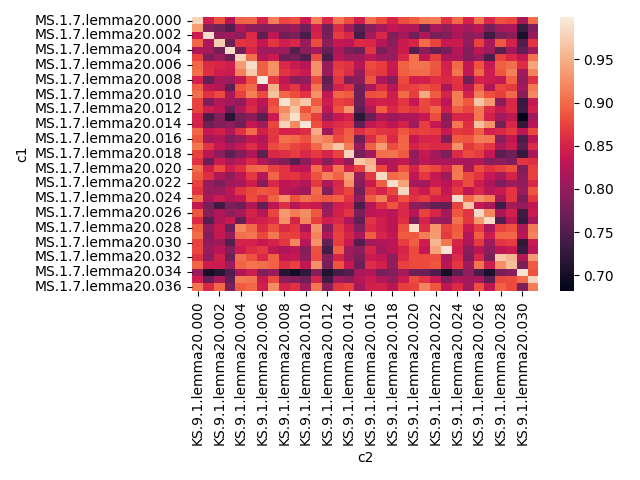 MS.1.7.lemma20.000
MS.1.7.lemma20.002
MS.1.7.lemma20.004
MS.1.7.lemma20.006
MS.1.7.lemma20.008
MS.1.7.lemma20.010
MS.1.7.lemma20.012
MS.1.7.lemma20.014
MS.1.7.lemma20.016
MS.1.7.lemma20.018
MS.1.7.lemma20.020
MS.1.7.lemma20.022
MS.1.7.lemma20.024
MS.1.7.lemma20.026
MS.1.7.lemma20.028
MS.1.7.lemma20.030
MS.1.7.lemma20.032
MS.1.7.lemma20.034
MS.1.7.lemma20.036
c1
KS.9.1.lemma20.000
KS.9.1.lemma20.002
KS.9.1.lemma20.004
KS.9.1.lemma20.006
KS.9.1.lemma20.008
KS.9.1.lemma20.010
KS.9.1.lemma20.012
KS.9.1.lemma20.014
KS.9.1.lemma20.016
KS.9.1.lemma20.018
KS.9.1.lemma20.020
KS.9.1.lemma20.022
KS.9.1.lemma20.024
KS.9.1.lemma20.026
KS.9.1.lemma20.028
KS.9.1.lemma20.030
c2
0.95
0.90
0.85
0.80
0.75
0.70